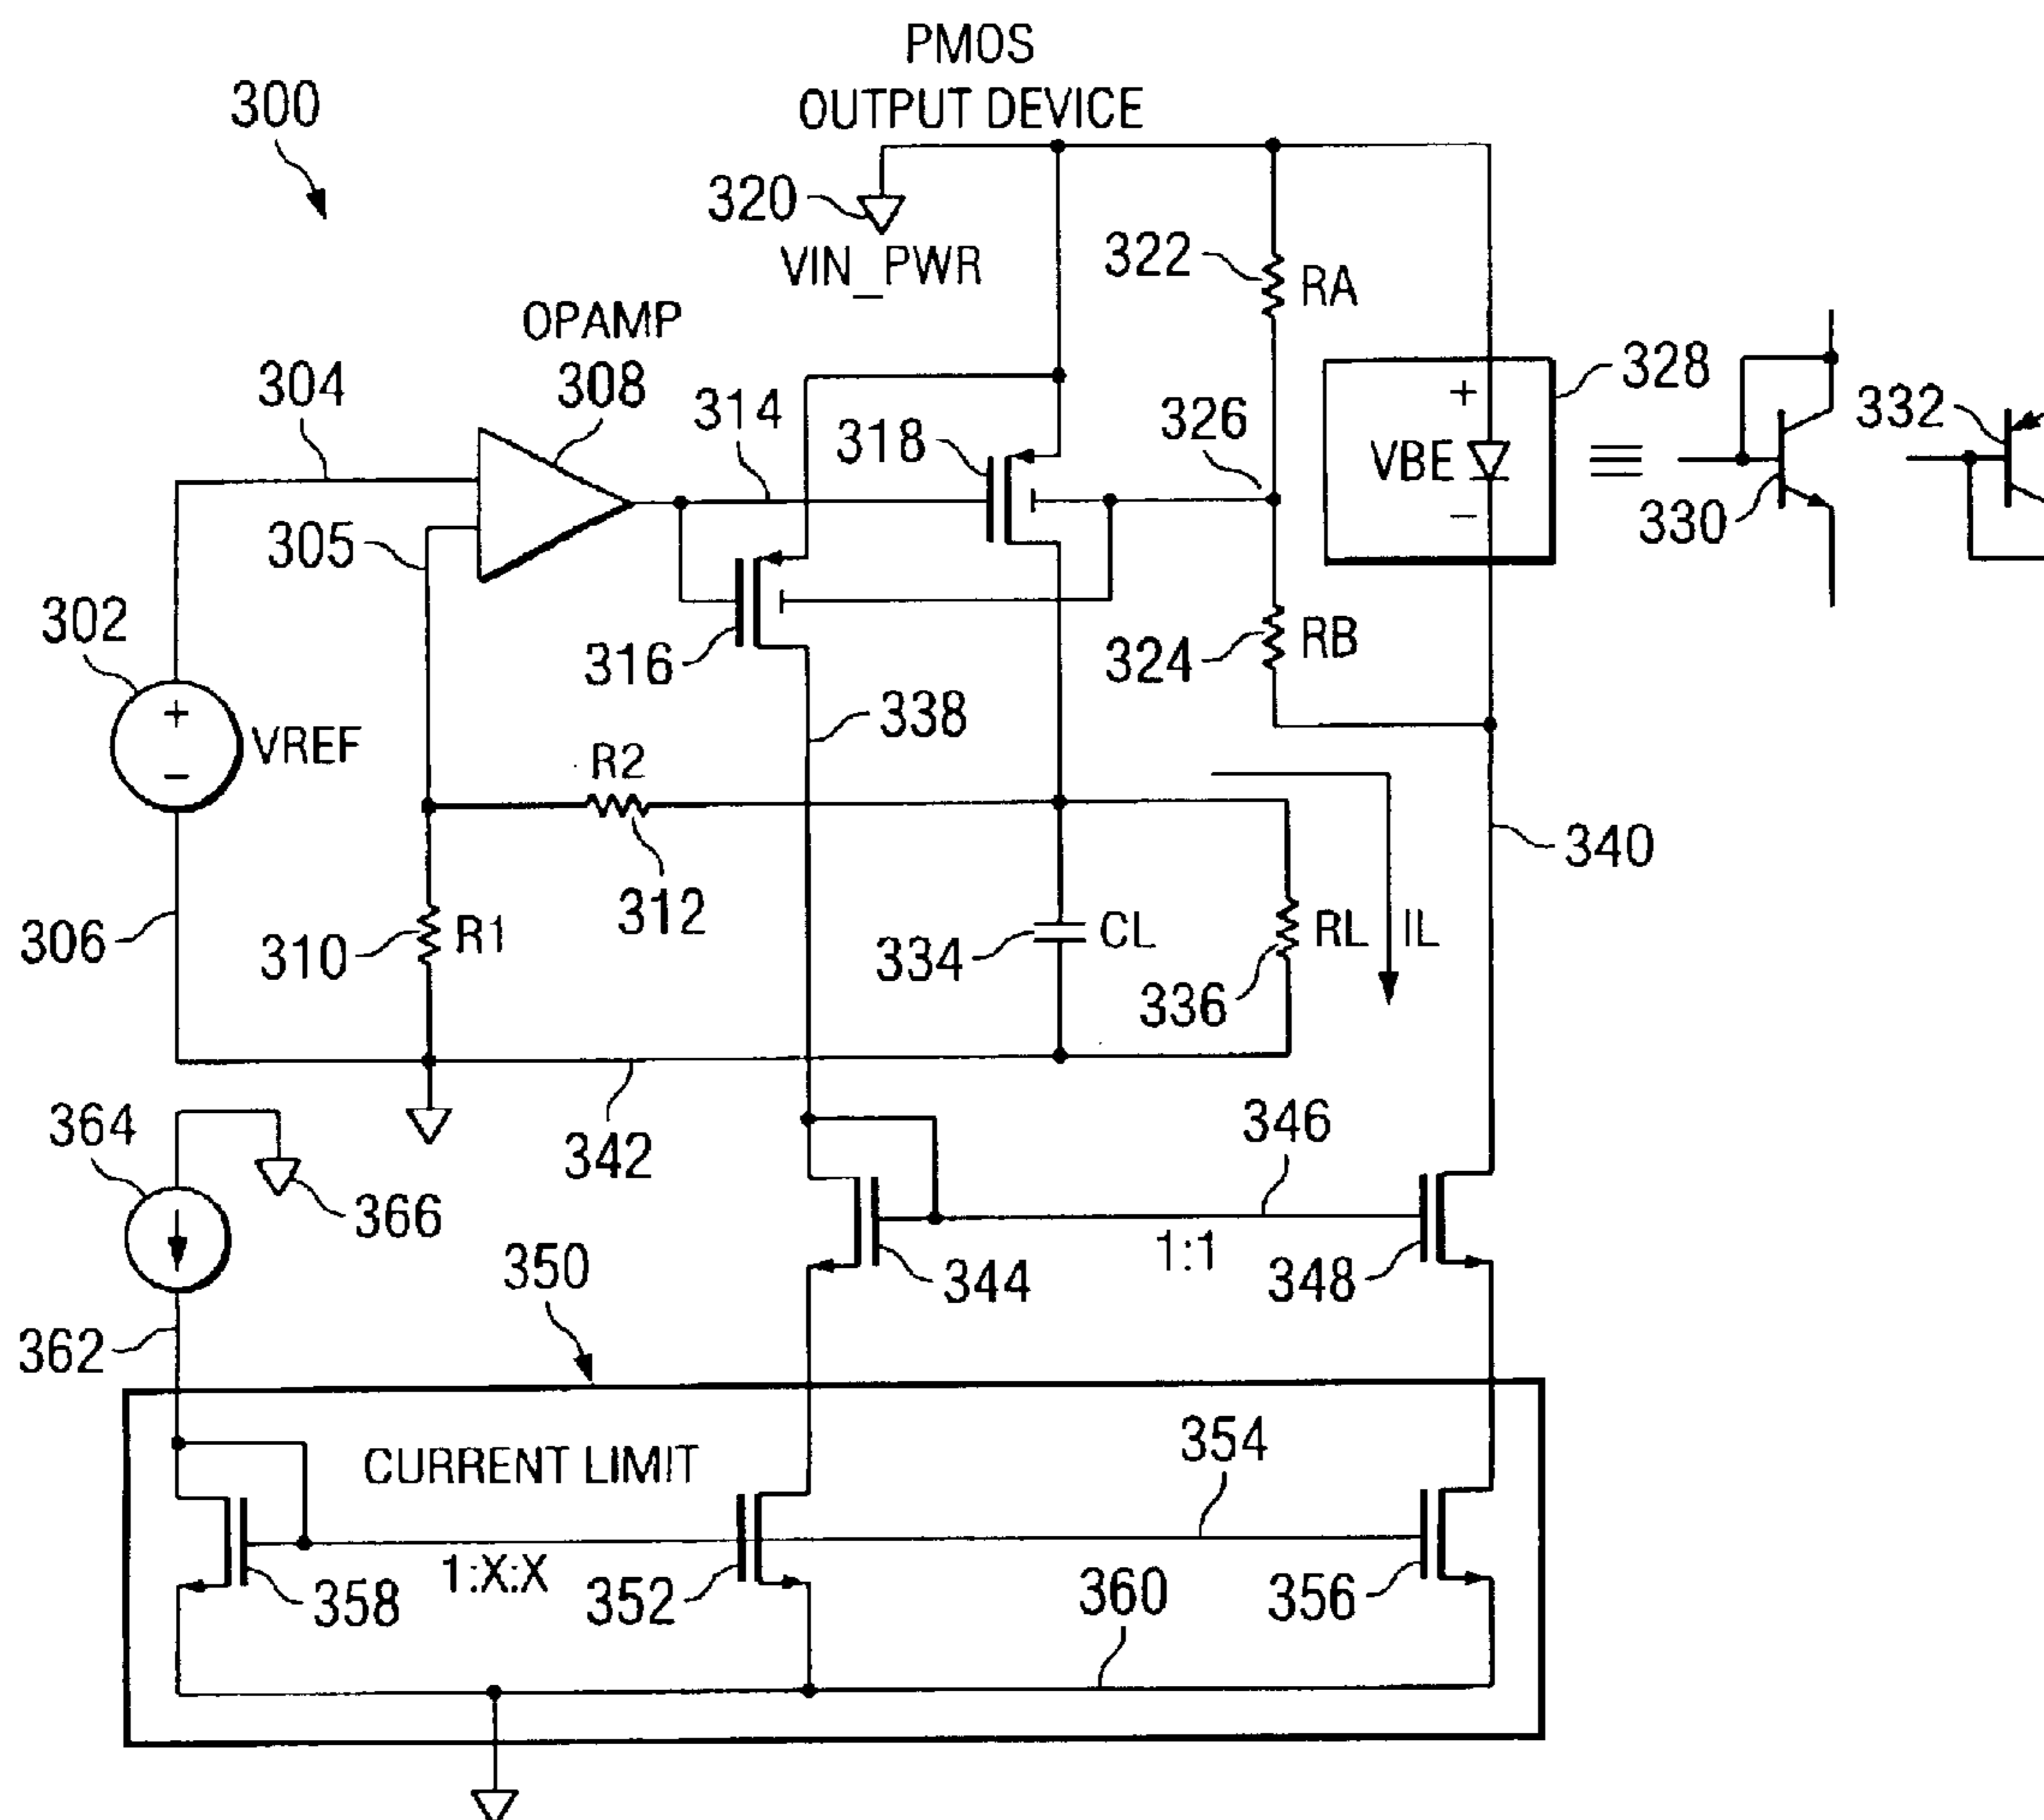 PMOS
OUTPUT DEVICE
300
320
VIN_PWR
322
RA
OPAMP
308
304
314
318
326
328
+
VBE
−
330
332
305
302
+
VREF
−
316
324
RB
338
R2
312
340
306
310
R1
334
CL
336
RL
IL
342
364
366
346
1:1
344
348
350
362
CURRENT LIMIT
354
358
1:X:X
352
360
356